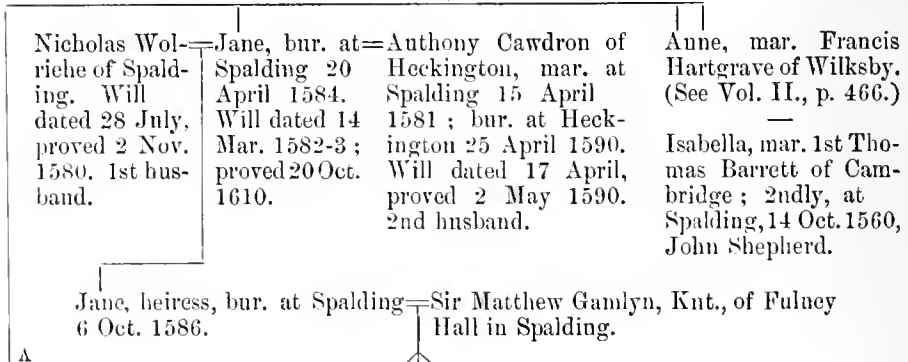 Nicholas Wol-
riche of Spald-
ing. Will
dated 28 July,
proved 2 Nov.
1580. 1st hus-
band.
=Jane, bur. at=
Spalding 20
April 1584.
Will dated 14
Mar. 1582-3;
proved 20 Oct.
1610.
Anthony Cawdron of
Heckington, mar. at
Spalding 15 April
1581; bur. at Heck-
ington 25 April 1590.
Will dated 17 April,
proved 2 May 1590.
2nd husband.
Anne, mar. Francis
Hartgrave of Wilksby.
(See Vol. II., p. 466.)
—
Isabella, mar. 1st Tho-
mas Barrett of Cam-
bridge; 2ndly, at
Spalding, 14 Oct. 1560,
John Shepherd.
Jane, heiress, bur. at Spalding=
6 Oct. 1586.
Sir Matthew Gamlyn, Knt., of Fulney
Hall in Spalding.
A